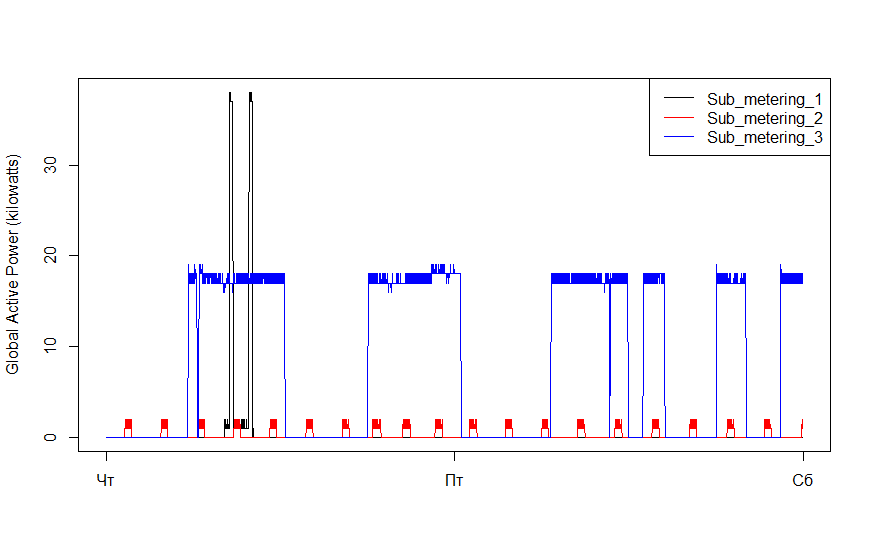 Sub_metering_1
Sub_metering_2
Sub_metering_3
Global Active Power (kilowatts)
30
20
10
0
Чт Пт Сб